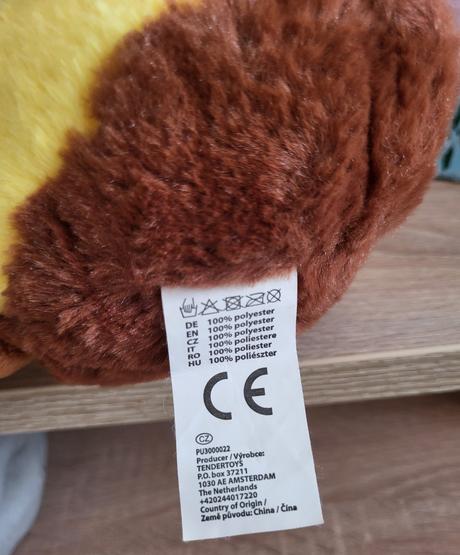 DE 100% polyester
EN 100% polyester
CZ 100% polyester
IT 100% poliestere
RO 100% poliester
HU 100% poliészter
CE
CZ
PU3000022
Producer / Výrobce:
TENDERTOYS
P.O. box 37211
1030 AE AMSTERDAM
The Netherlands
+420244017220
Country of Origin /
Země původu: China / Čína